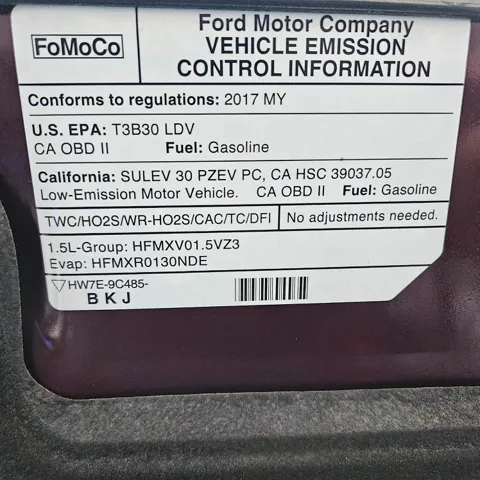 FoMoCo
Ford Motor Company
VEHICLE EMISSION
CONTROL INFORMATION
Conforms to regulations: 2017 MY
U.S. EPA: T3B30 LDV
CA OBD II Fuel: Gasoline
California: SULEV 30 PZEV PC, CA HSC 39037.05
Low-Emission Motor Vehicle. CA OBD II Fuel: Gasoline
TWC/HO2S/WR-HO2S/CAC/TC/DFI No adjustments needed.
1.5L-Group: HFMXV01.5VZ3
Evap: HFMXR0130NDE
HW7E-9C485-
B K J